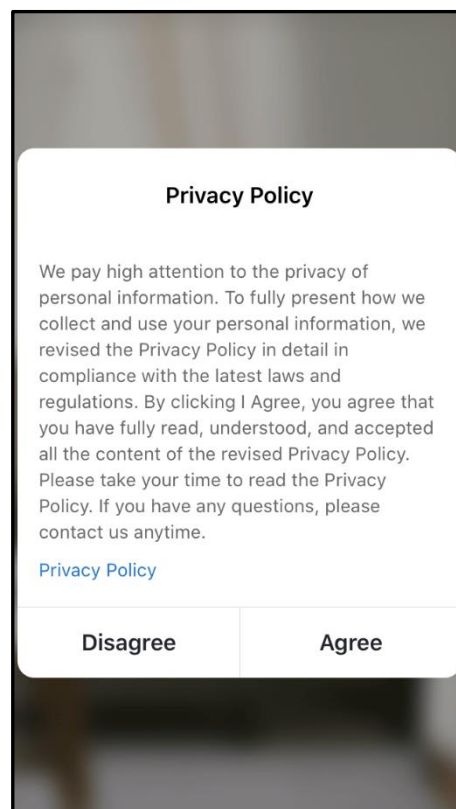 Privacy Policy
We pay high attention to the privacy of
personal information. To fully present how we
collect and use your personal information, we
revised the Privacy Policy in detail in
compliance with the latest laws and
regulations. By clicking I Agree, you agree that
you have fully read, understood, and accepted
all the content of the revised Privacy Policy.
Please take your time to read the Privacy
Policy. If you have any questions, please
contact us anytime.
Privacy Policy
Disagree
Agree